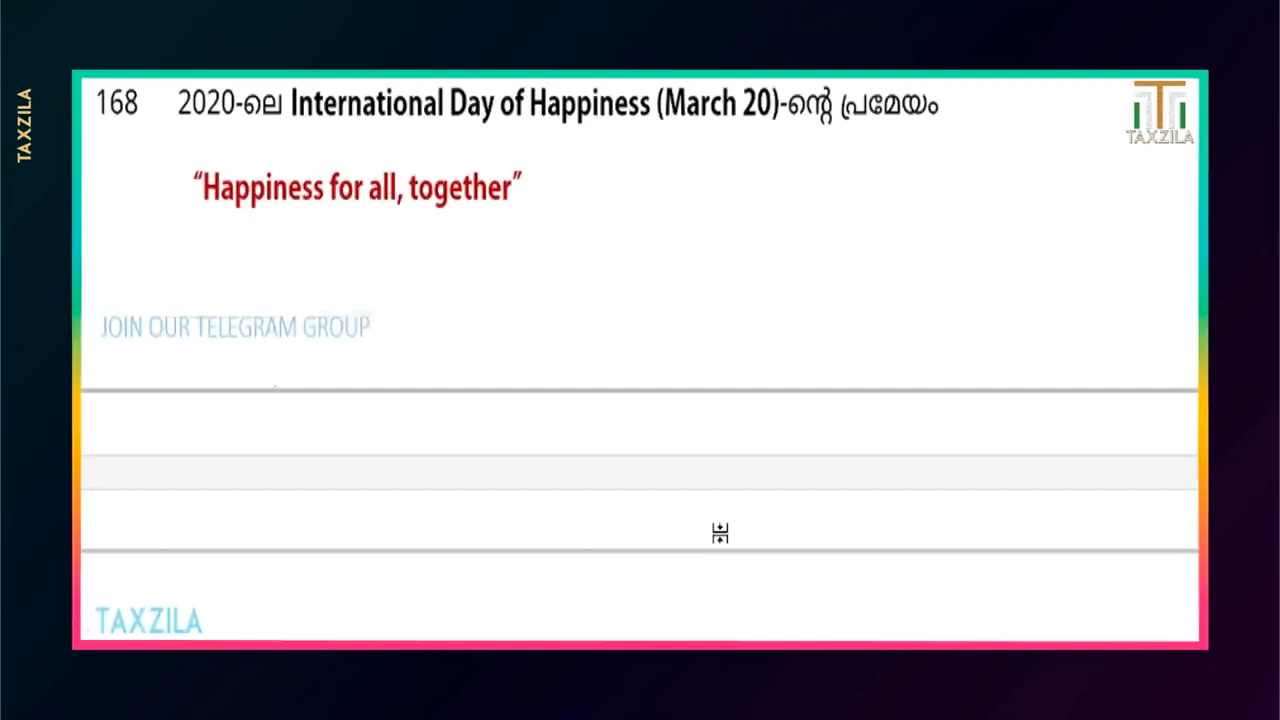 TAXZILA
168 2020-ലെ International Day of Happiness (March 20)-ന്റെ പ്രമേയം
TAXZILA
“Happiness for all, together”
JOIN OUR TELEGRAM GROUP
TAXZILA